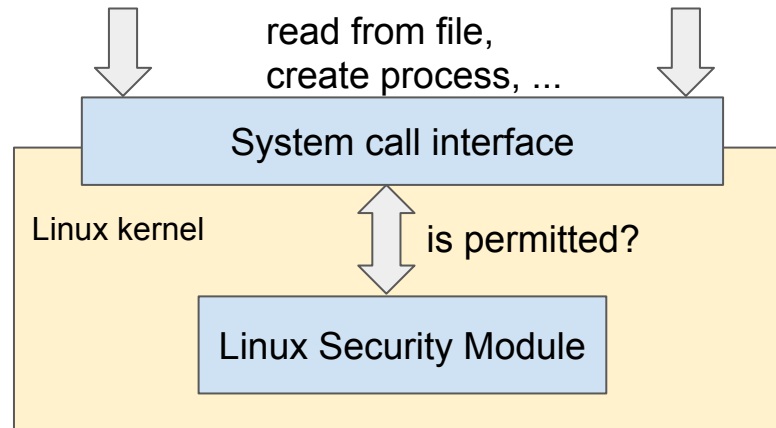 read from file,
create process, ...
System call interface
Linux kernel
is permitted?
Linux Security Module